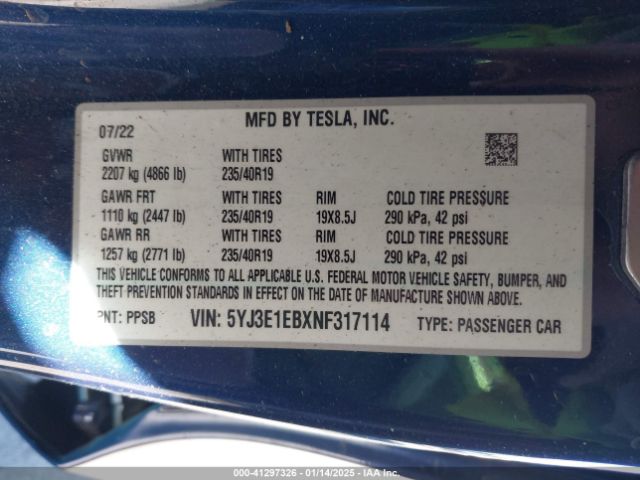 MFD BY TESLA, INC.
07/22
GVWR WITH TIRES
2207 kg (4866 lb) 235/40R19
GAWR FRT WITH TIRES RIM COLD TIRE PRESSURE
1110 kg (2447 lb) 235/40R19 19X8.5J 290 kPa, 42 psi
GAWR RR WITH TIRES RIM COLD TIRE PRESSURE
1257 kg (2771 lb) 235/40R19 19X8.5J 290 kPa, 42 psi
THIS VEHICLE CONFORMS TO ALL APPLICABLE U.S. FEDERAL MOTOR VEHICLE SAFETY, BUMPER, AND
THEFT PREVENTION STANDARDS IN EFFECT ON THE DATE OF MANUFACTURE SHOWN ABOVE.
PNT: PPSB VIN: 5YJ3E1EBXNF317114 TYPE: PASSENGER CAR
000-41297326 - 01/14/2025 - IAA Inc.